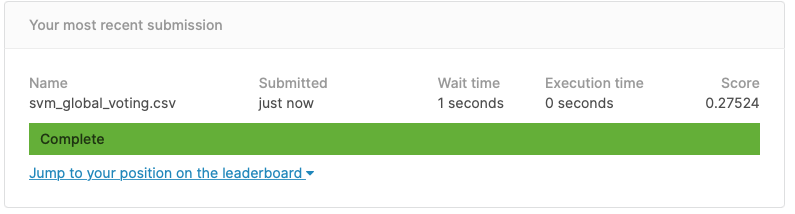 Your most recent submission
Name Submitted Wait time Execution time Score
svm_global_voting.csv just now 1 seconds 0 seconds 0.27524
Complete
Jump to your position on the leaderboard